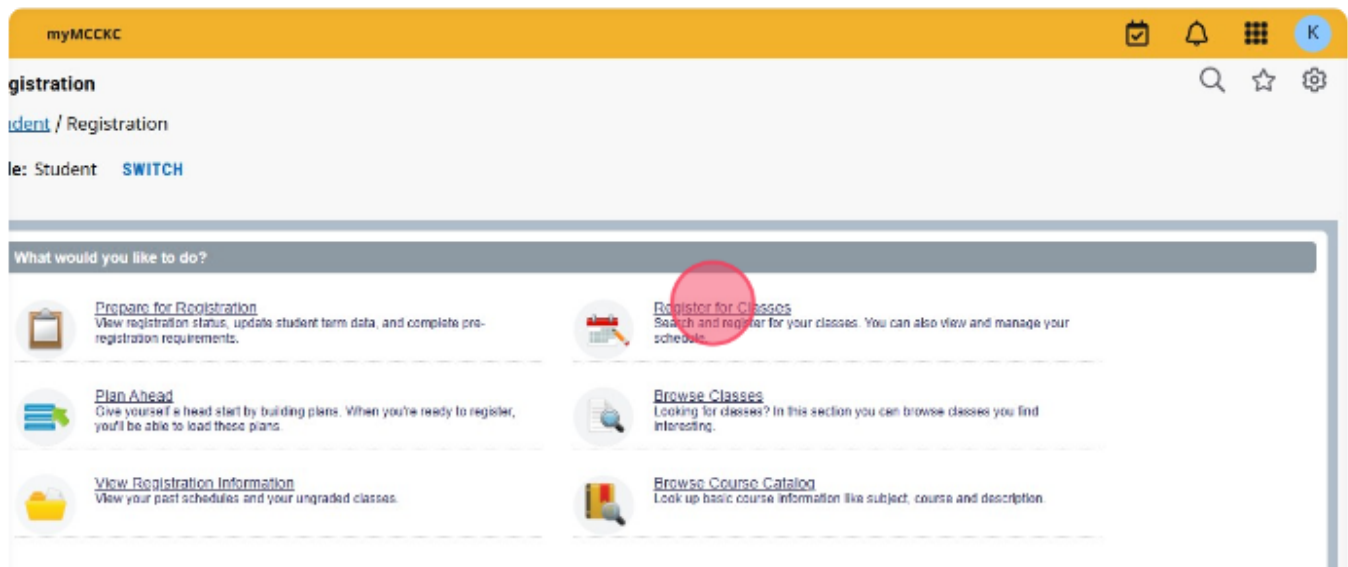 myMCCKC
K
gistration
dent / Registration
le: Student SWITCH
What would you like to do?
Prepare for Registration
View registration status, update student term data, and complete pre-
registration requirements.
Register for Classes
Search and register for your classes. You can also view and manage your
schedule.
Plan Ahead
Give yourself a head start by building plans. When you're ready to register,
you'll be able to load these plans.
Browse Classes
Looking for classes? In this section you can browse classes you find
interesting.
View Registration Information
View your past schedules and your ungraded classes.
Browse Course Catalog
Look up basic course information like subject, course and description.